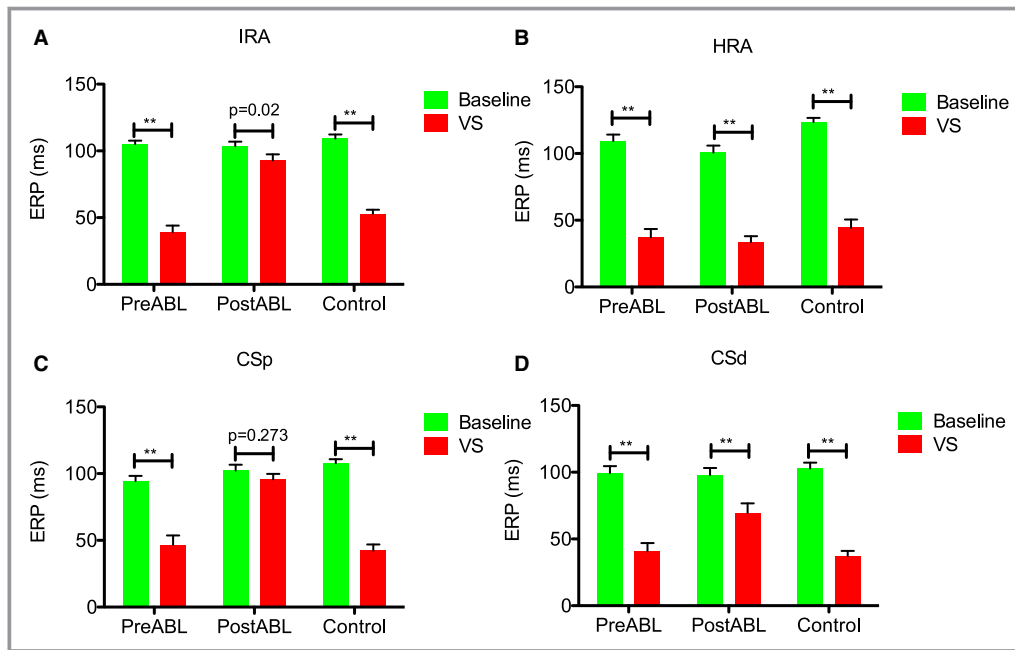 A
IRA
150
100
50
0
ERP (ms)
**
p=0.02
**
Baseline
VS
PreABL
PostABL
Control
B
HRA
150
100
50
0
ERP (ms)
**
**
**
Baseline
VS
PreABL
PostABL
Control
C
CSp
150
100
50
0
ERP (ms)
**
p=0.273
**
Baseline
VS
PreABL
PostABL
Control
D
CSd
150
100
50
0
ERP (ms)
**
**
**
Baseline
VS
PreABL
PostABL
Control